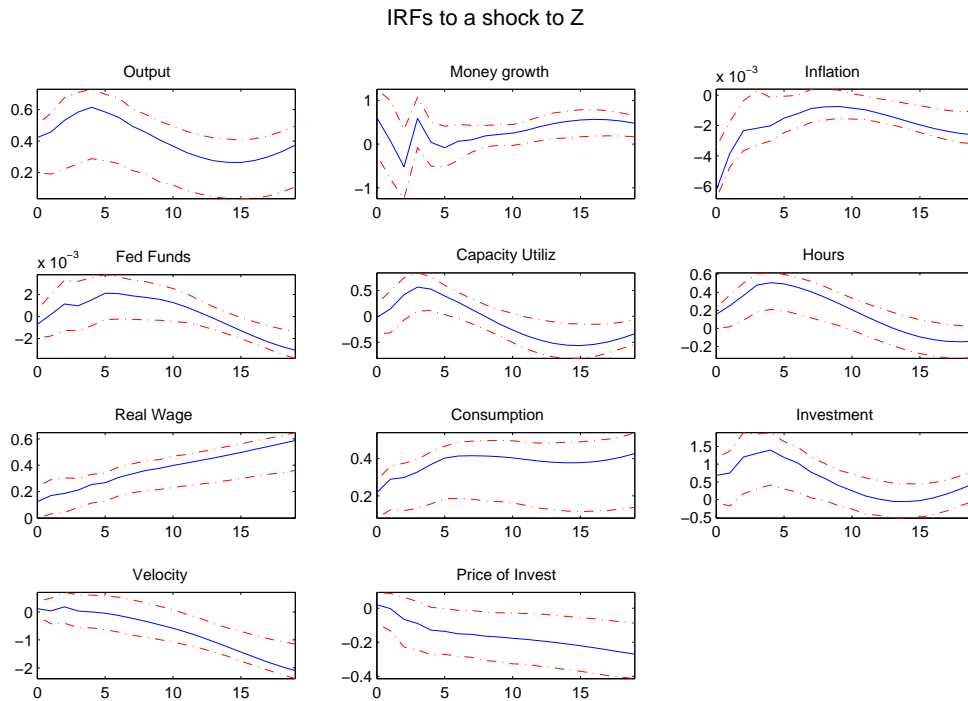 IRFs to a shock to Z
Output
0.2
0.4
0.6
0 5 10 15
Money growth
−1
0
1
0 5 10 15
x 10−3
Inflation
−6
−4
−2
0
0 5 10 15
x 10−3
Fed Funds
−2
0
2
0 5 10 15
Capacity Utiliz
−0.5
0
0.5
0 5 10 15
Hours
−0.2
0
0.2
0.4
0.6
0 5 10 15
Real Wage
0
0.2
0.4
0.6
0 5 10 15
Consumption
0.2
0.4
0 5 10 15
Investment
−0.5
0
0.5
1
1.5
0 5 10 15
Velocity
−2
−1
0
0 5 10 15
Price of Invest
−0.4
−0.2
0
0 5 10 15